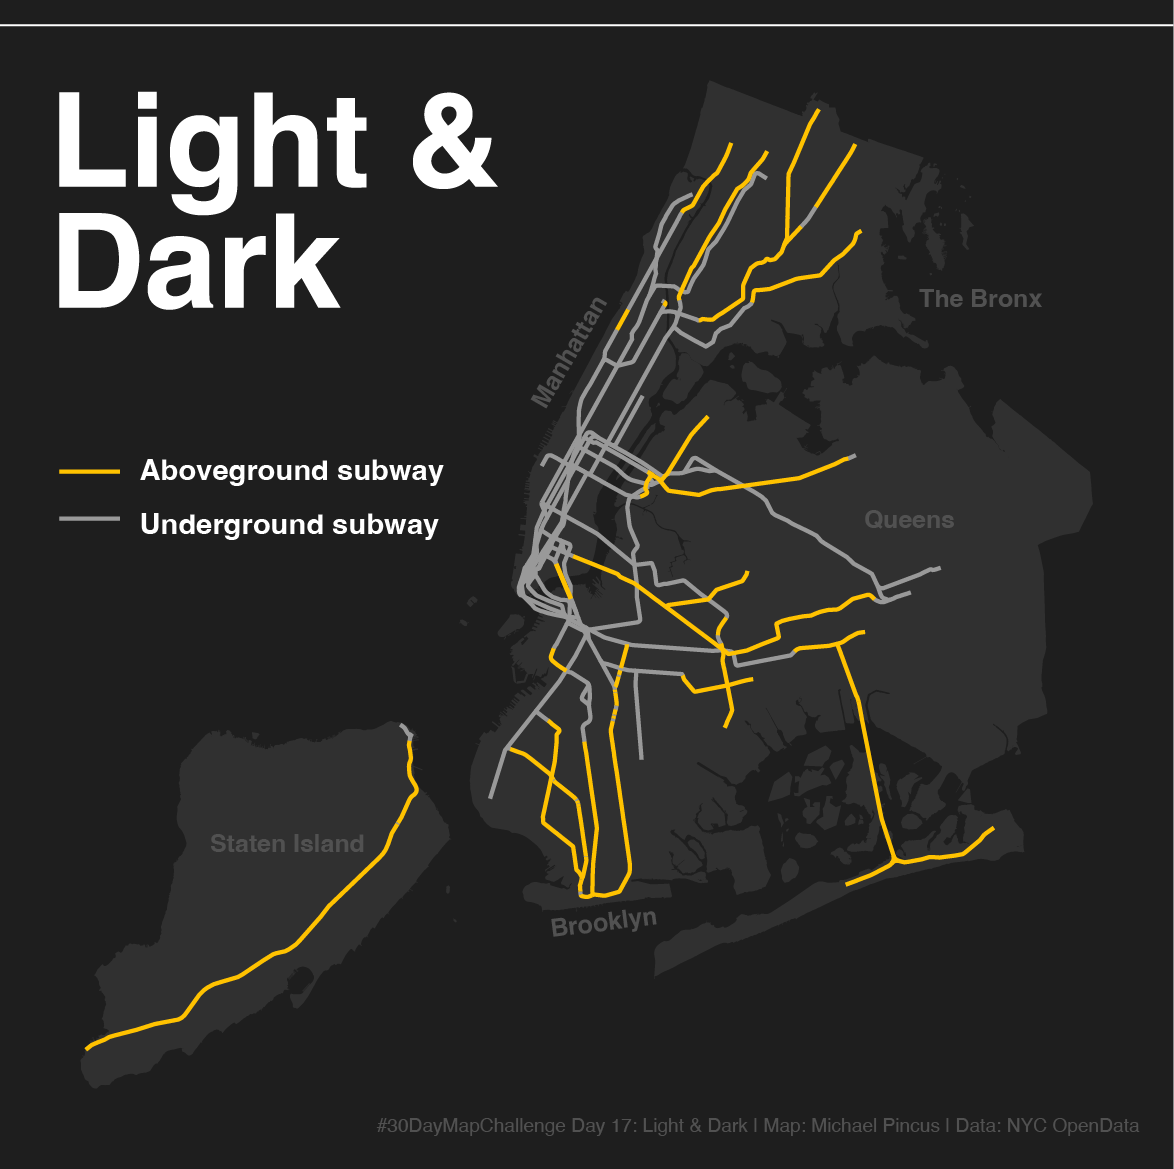 Light &
Dark
Aboveground subway
Underground subway
The Bronx
Manhattan
Queens
Staten Island
Brooklyn
#30DayMapChallenge Day 17: Light & Dark | Map: Michael Pincus | Data: NYC OpenData